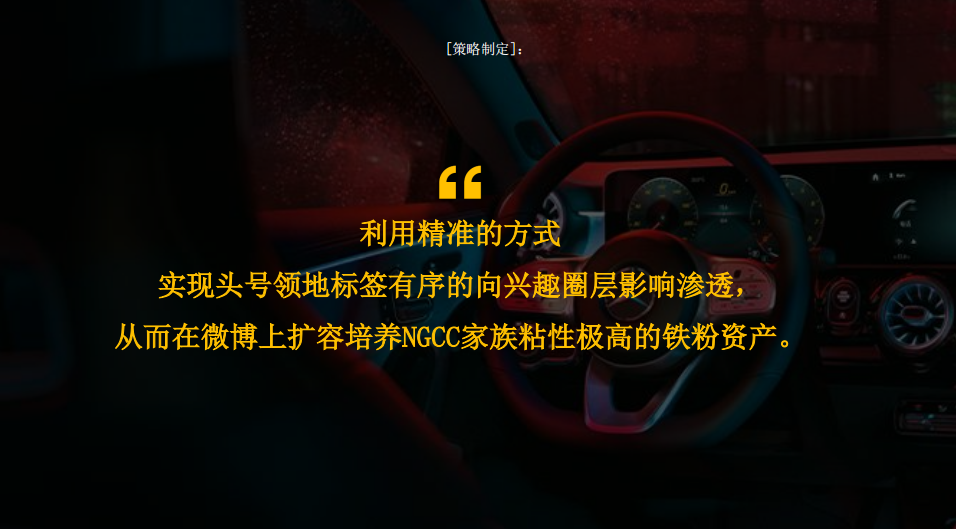 [策略制定]：
“
利用精准的方式
实现头号领地标签有序的向兴趣圈层影响渗透，
从而在微博上扩容培养NGCC家族粘性极高的铁粉资产。